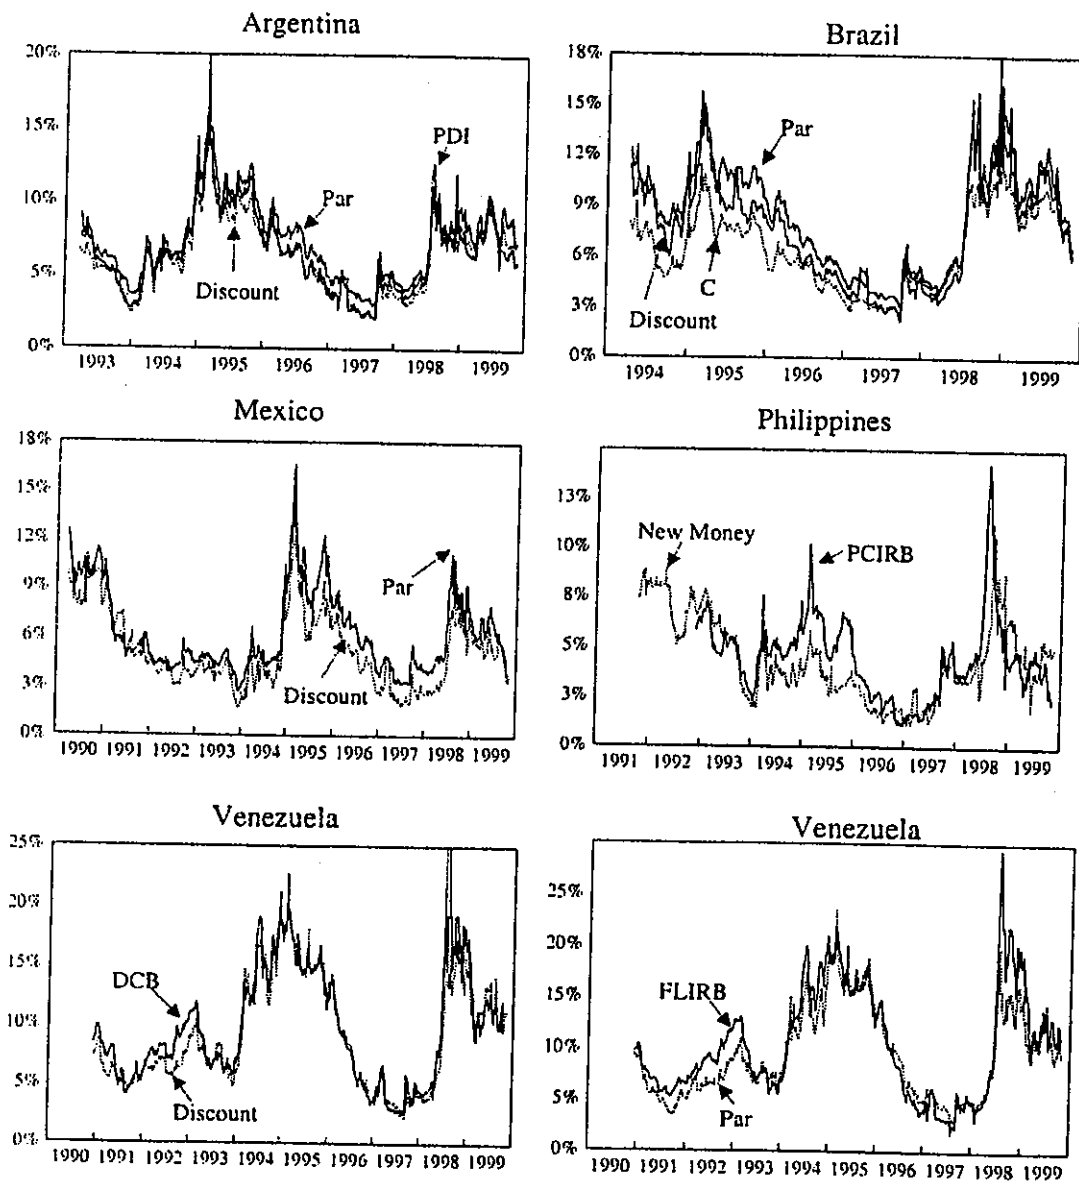 Argentina
20%
15%
10%
5%
0%
PDI
Par
Discount
1993 1994 1995 1996 1997 1998 1999
Brazil
18%
15%
12%
9%
6%
3%
0%
Par
C
Discount
1994 1995 1996 1997 1998 1999
Mexico
18%
15%
12%
9%
6%
3%
0%
Par
Discount
1990 1991 1992 1993 1994 1995 1996 1997 1998 1999
Philippines
13%
10%
8%
5%
3%
0%
New Money
PCIRB
1991 1992 1993 1994 1995 1996 1997 1998 1999
Venezuela
25%
20%
15%
10%
5%
0%
DCB
Discount
1990 1991 1992 1993 1994 1995 1996 1997 1998 1999
Venezuela
25%
20%
15%
10%
5%
0%
FLIRB
Par
1990 1991 1992 1993 1994 1995 1996 1997 1998 1999